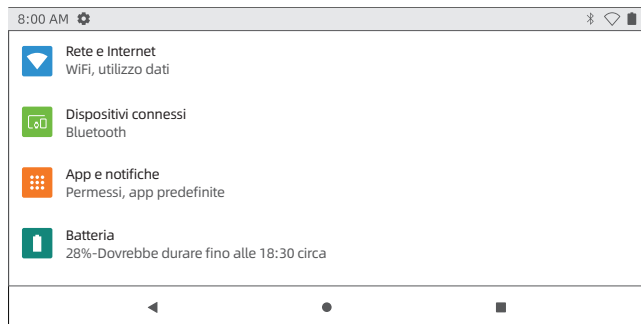 8:00 AM
Rete e Internet
WiFi, utilizzo dati
Dispositivi connessi
Bluetooth
App e notifiche
Permessi, app predefinite
Batteria
28%-Dovrebbe durare fino alle 18:30 circa